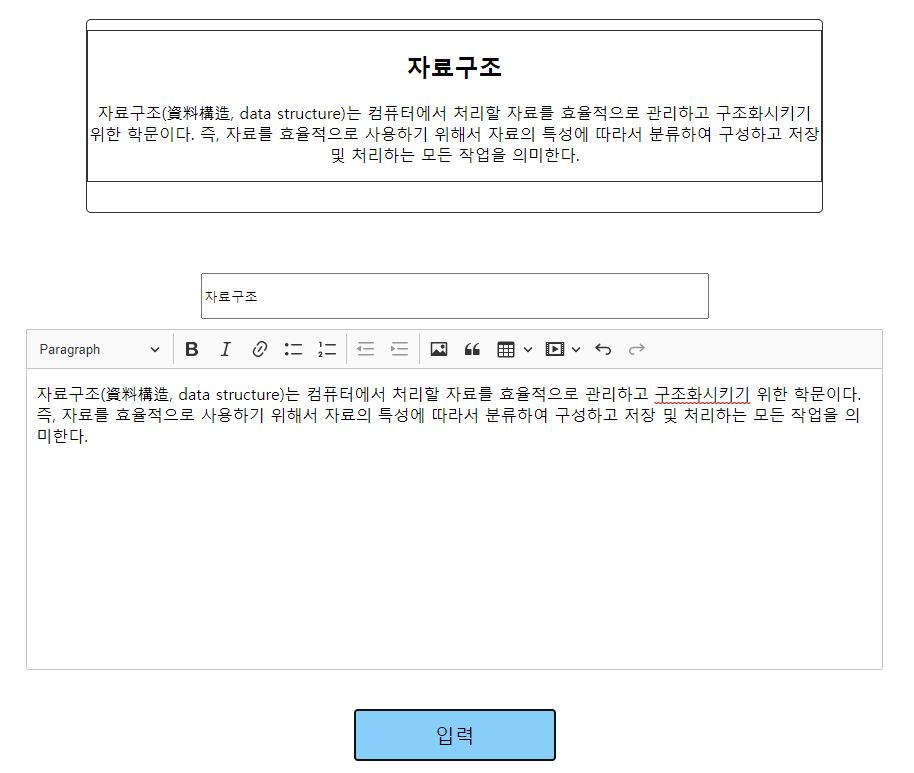 자료구조
자료구조(資料構造, data structure)는 컴퓨터에서 처리할 자료를 효율적으로 관리하고 구조화시키기
위한 학문이다. 즉, 자료를 효율적으로 사용하기 위해서 자료의 특성에 따라서 분류하여 구성하고 저장
및 처리하는 모든 작업을 의미한다.
자료구조
Paragraph
자료구조(資料構造, data structure)는 컴퓨터에서 처리할 자료를 효율적으로 관리하고 구조화시키기 위한 학문이다.
즉, 자료를 효율적으로 사용하기 위해서 자료의 특성에 따라서 분류하여 구성하고 저장 및 처리하는 모든 작업을 의
미한다.
입력